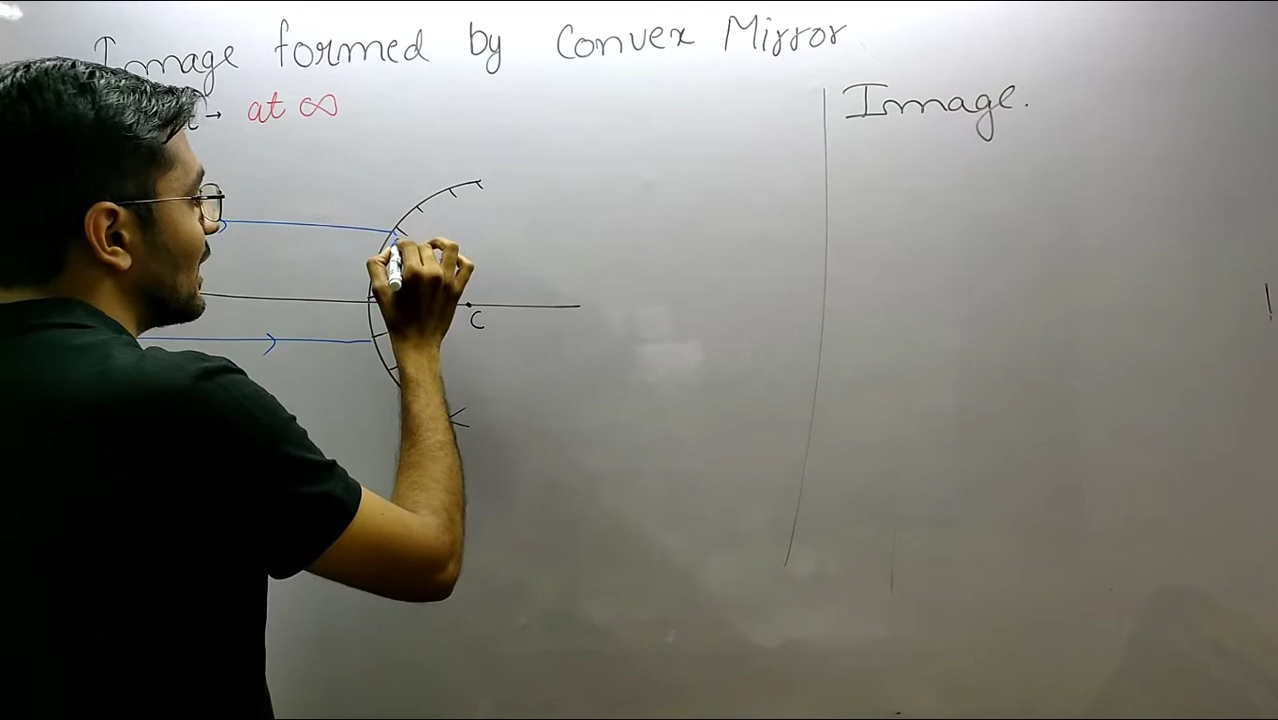 Image formed by Convex Mirror
→ at ∞
Image.
C